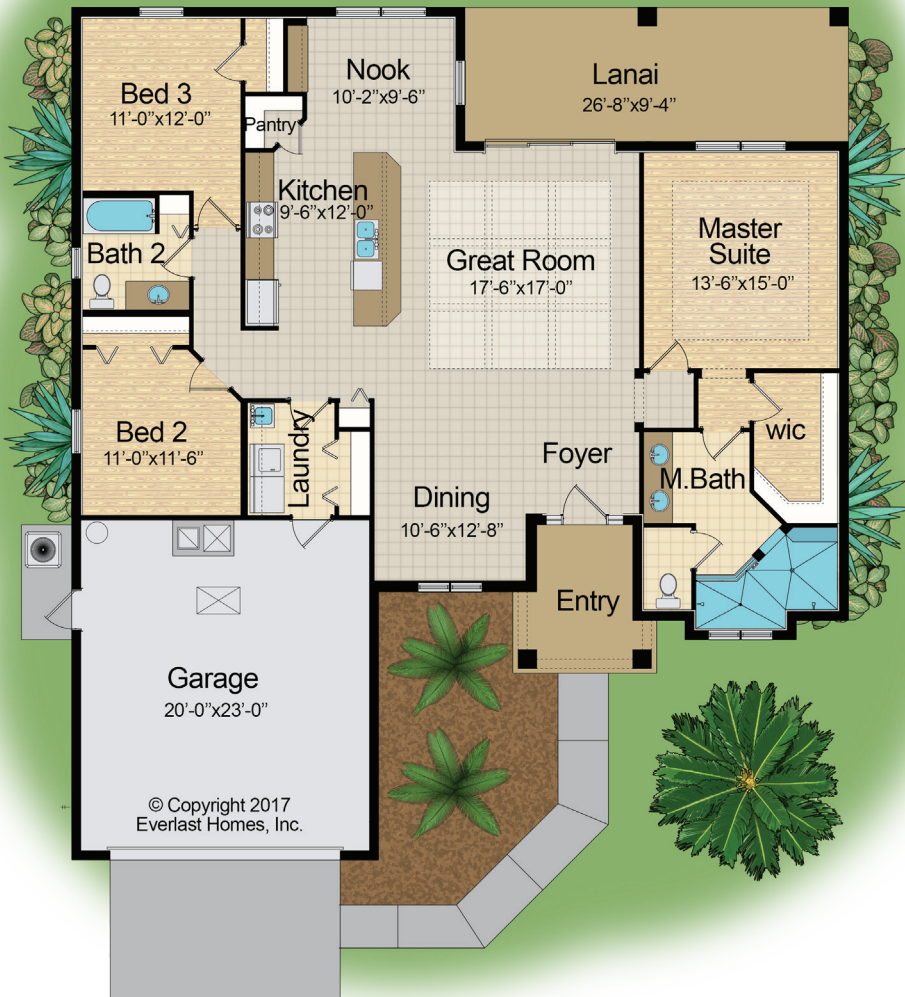 Nook
10’-2”x9’-6”
Lanai
26’-8”x9’-4”
Bed 3
11’-0”x12’-0”
Pantry
Kitchen
9’-6”x12’-0”
Great Room
17’-6”x17’-0”
Master
Suite
13’-6”x15’-0”
Bath 2
Bed 2
11’-0”x11’-6”
Laundry
wic
M.Bath
Foyer
Dining
10’-6”x12’-8”
Entry
Garage
20’-0”x23’-0”
© Copyright 2017
Everlast Homes, Inc.